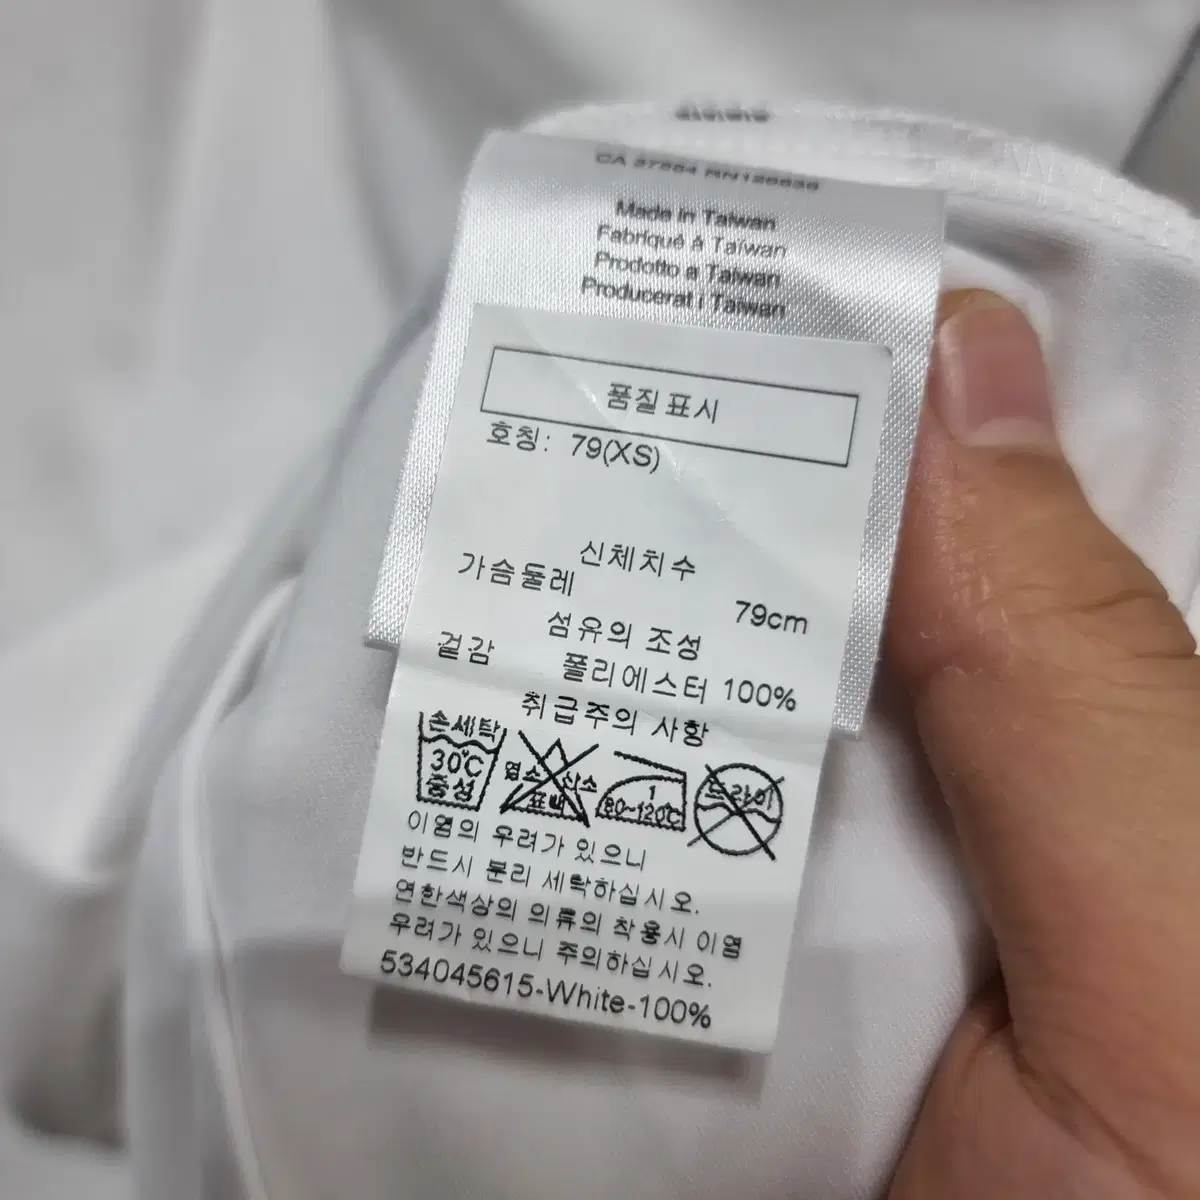 CA 37554 RN128636
Made in Taiwan
Fabriqué à Taïwan
Prodotto a Taiwan
Producerat i Taiwan
품질표시
호칭: 79(XS)
신체치수
가슴둘레 79cm
섬유의 조성
겉감 폴리에스터 100%
취급주의 사항
손세탁
30℃
중성
염소 산소
표백
1
80~120℃
드라이
이염의 우려가 있으니
반드시 분리 세탁하십시오.
연한색상의 의류의 착용시 이염
우려가 있으니 주의하십시오.
534045615-White-100%